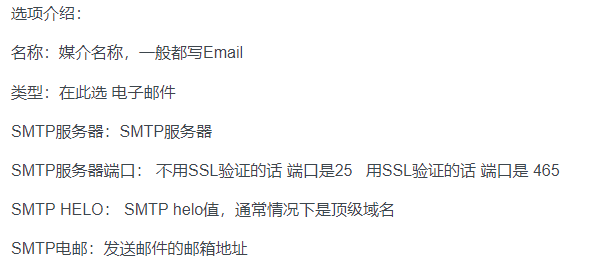 选项介绍：
名称：媒介名称，一般都写Email
类型：在此选 电子邮件
SMTP服务器：SMTP服务器
SMTP服务器端口： 不用SSL验证的话 端口是25   用SSL验证的话 端口是 465
SMTP HELO： SMTP helo值，通常情况下是顶级域名
SMTP电邮：发送邮件的邮箱地址